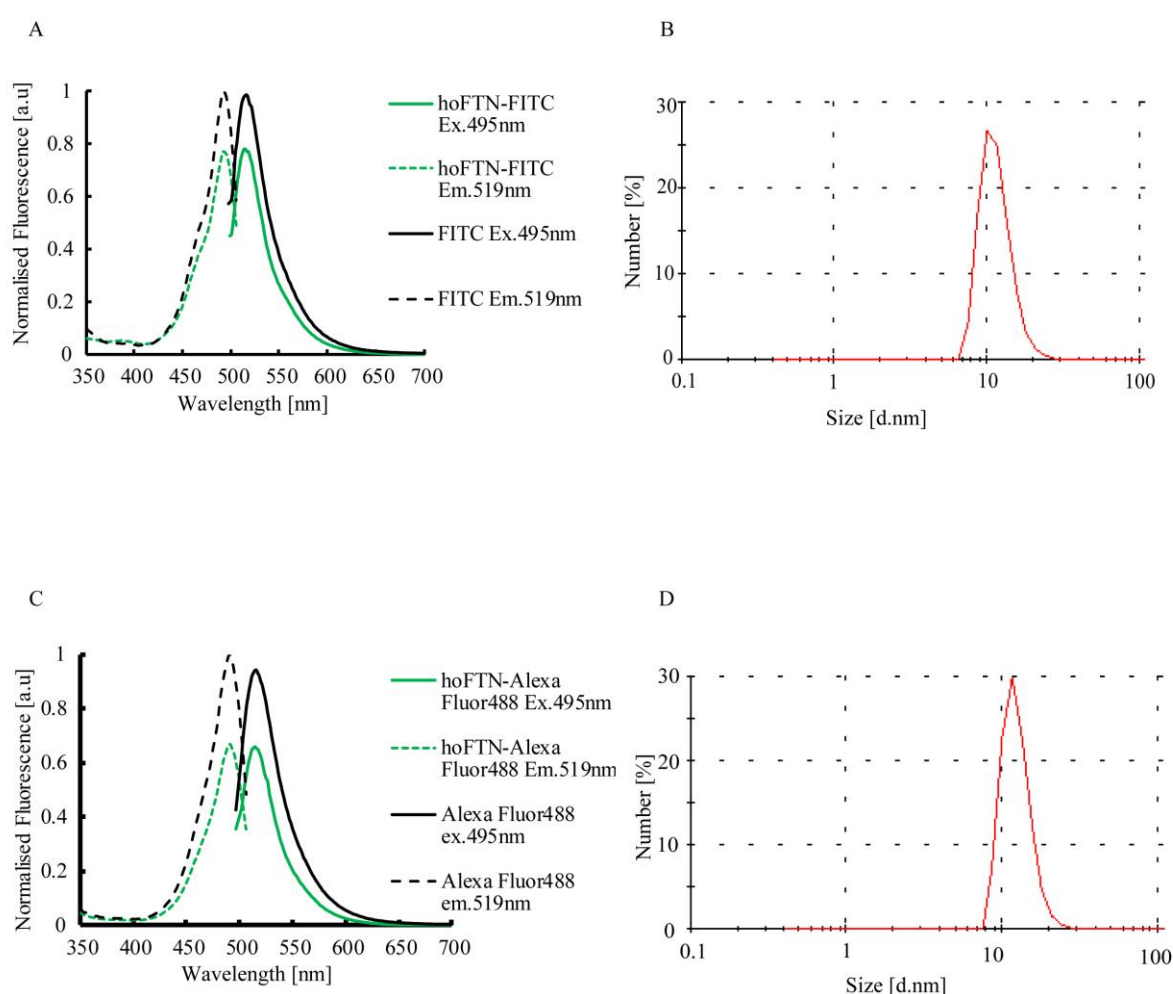 A
Normalised Fluorescence [a.u]
1
0.8
0.6
0.4
0.2
0
350 400 450 500 550 600 650 700
Wavelength [nm]
hoFTN-FITC
Ex.495nm
hoFTN-FITC
Em.519nm
FITC Ex.495nm
FITC Em.519nm
B
Number [%]
30
20
10
0
0.1 1 10 100
Size [d.nm]
C
Normalised Fluorescence [a.u]
1
0.8
0.6
0.4
0.2
0
350 400 450 500 550 600 650 700
Wavelength [nm]
hoFTN-Alexa
Fluor488 Ex.495nm
hoFTN-Alexa
Fluor488 Em.519nm
Alexa Fluor488
ex.495nm
Alexa Fluor488
em.519nm
D
Number [%]
30
20
10
0
0.1 1 10 100
Size [d.nm]